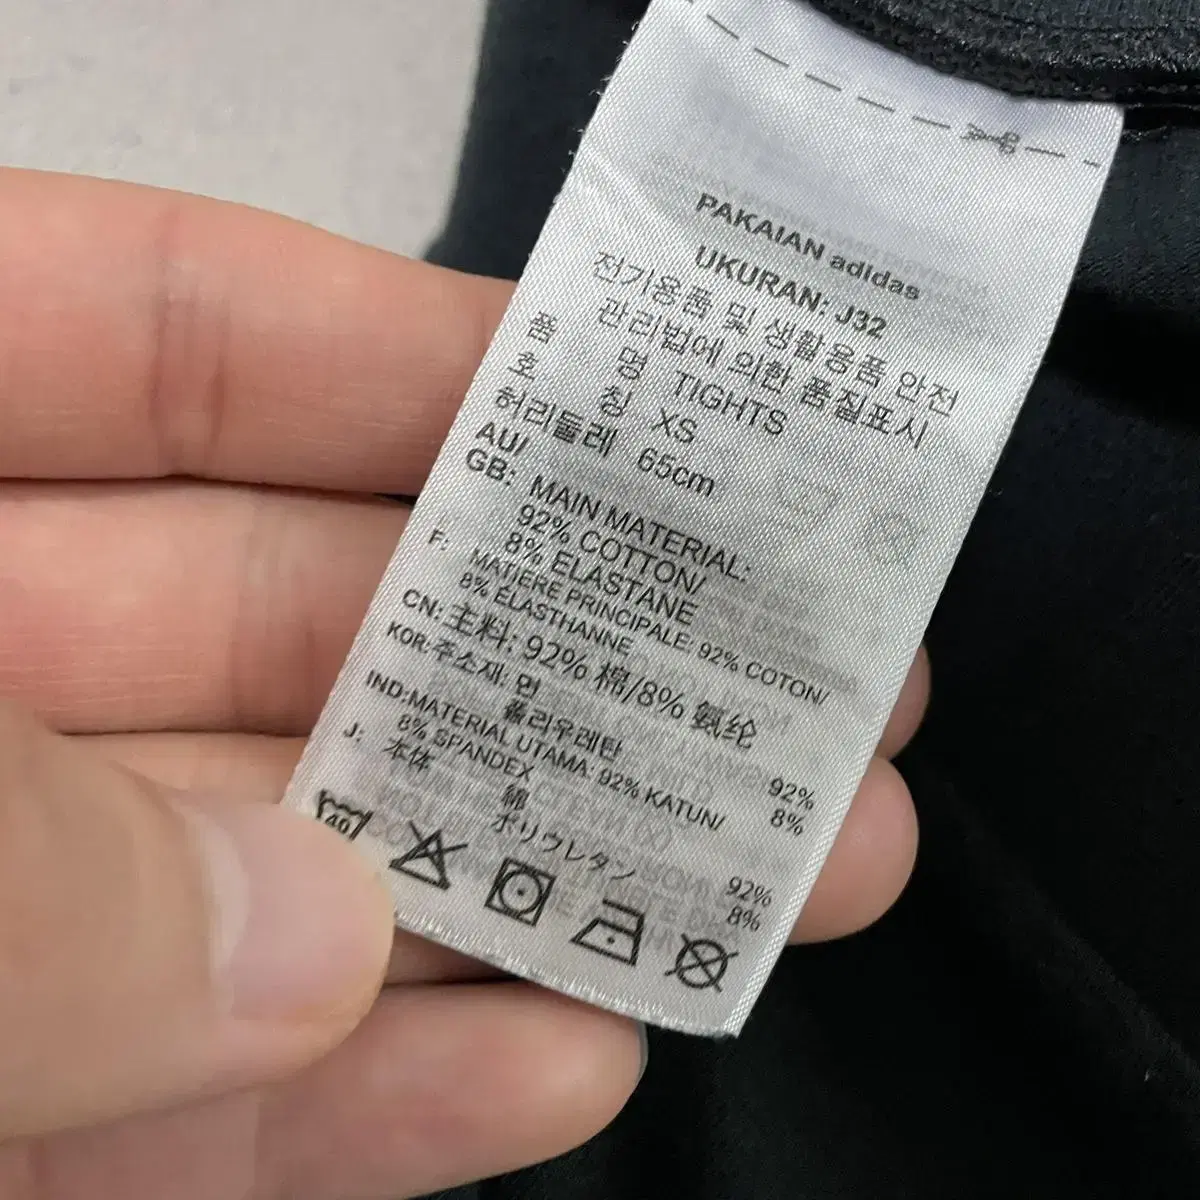 PAKAIAN adidas
UKURAN: J32
전기용품 및 생활용품 안전
관리법에 의한 품질표시
품 명 TIGHTS
호 칭 XS
허리둘레 65cm
AU/
GB: MAIN MATERIAL:
92% COTTON/
8% ELASTANE
F: MATIÈRE PRINCIPALE: 92% COTON/
8% ÉLASTHANNE
CN: 主料: 92% 棉/8% 氨纶
KOR: 주소재: 면 92%
폴리우레탄 8%
IND:MATERIAL UTAMA: 92% KATUN/
8% SPANDEX
J: 本体 綿 92%
ポリウレタン 8%
40